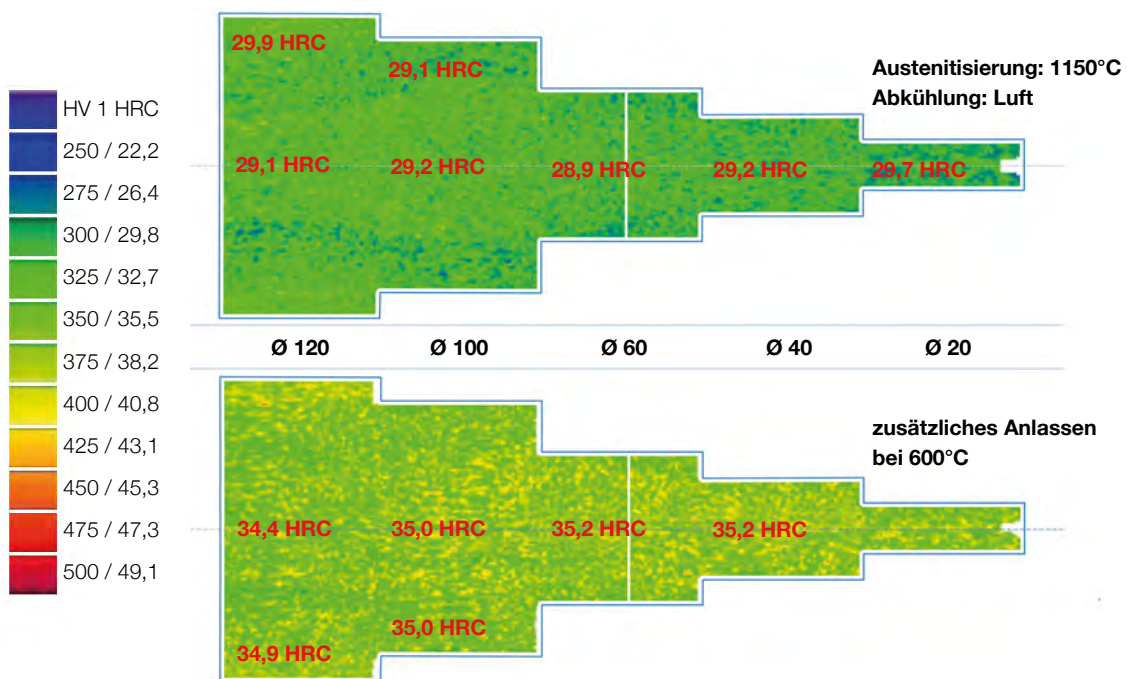 HV 1 HRC
250 / 22,2
275 / 26,4
300 / 29,8
325 / 32,7
350 / 35,5
375 / 38,2
400 / 40,8
425 / 43,1
450 / 45,3
475 / 47,3
500 / 49,1
29,9 HRC
29,1 HRC
29,1 HRC
29,2 HRC
28,9 HRC
29,2 HRC
29,7 HRC
Austenitisierung: 1150°C
Abkühlung: Luft
Ø 120
Ø 100
Ø 60
Ø 40
Ø 20
zusätzliches Anlassen
bei 600°C
34,4 HRC
35,0 HRC
35,2 HRC
35,2 HRC
35,0 HRC
34,9 HRC